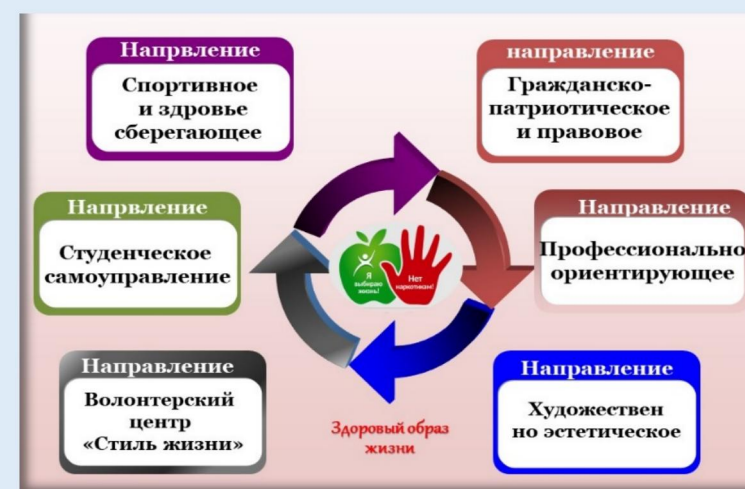 Напрвление
Спортивное
и здровье
сберегающее
направление
Гражданско-
патриотическое
и правовое
Напрвление
Студенческое
самоуправление
Я
выбираю
жизнь!
Нет
наркотикам!
Направление
Профессионально
ориентирующее
Направление
Волонтерский
центр
«Стиль жизни»
Здоровый образ
жизни
Направление
Художествен
но эстетическое